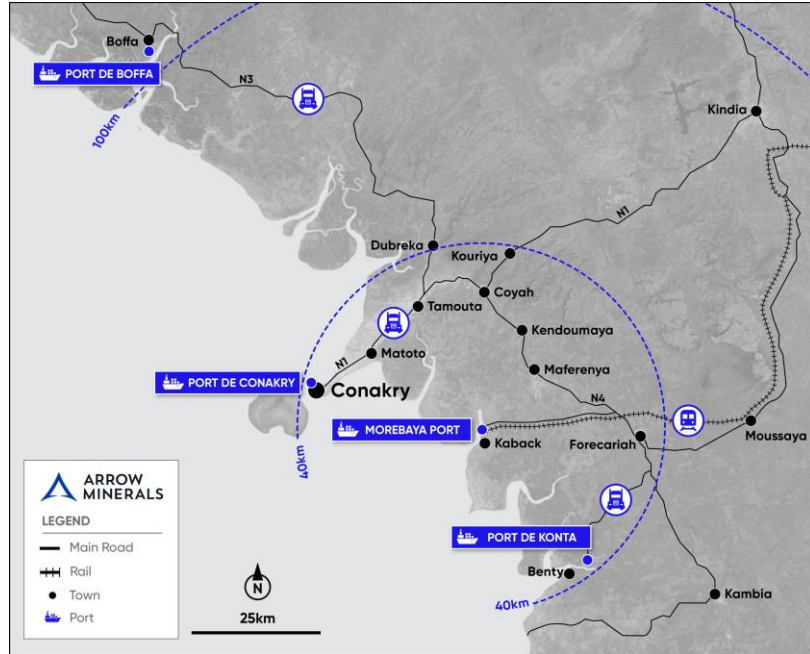 Boffa
PORT DE BOFFA
N3
100km
Kindia
N1
Dubreka
Kouriya
Coyah
Tamouta
Kendoumaya
Matoto
N1
Maferenya
PORT DE CONAKRY
Conakry
N4
MOREBAYA PORT
Kaback
Forecariah
Moussaya
40km
PORT DE KONTA
Benty
40km
Kambia
ARROW
MINERALS
LEGEND
Main Road
Rail
Town
Port
N
25km